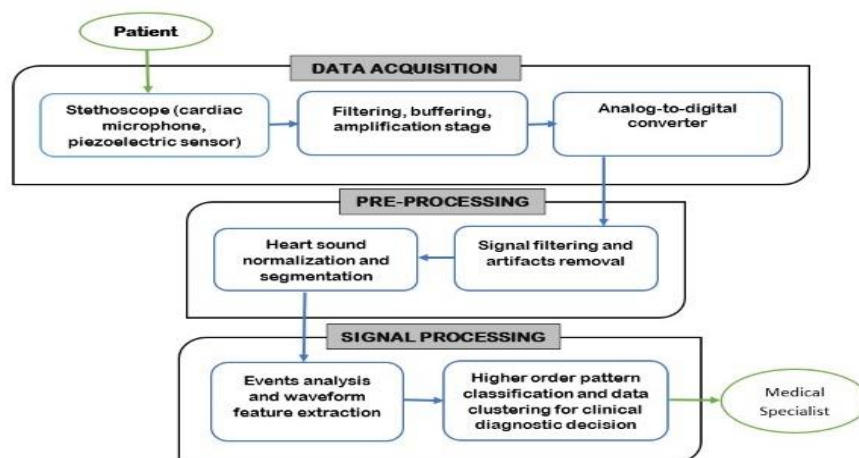 Patient
DATA ACQUISITION
Stethoscope (cardiac
microphone,
piezoelectric sensor)
Filtering, buffering,
amplification stage
Analog-to-digital
converter
PRE-PROCESSING
Heart sound
normalization and
segmentation
Signal filtering and
artifacts removal
SIGNAL PROCESSING
Events analysis
and waveform
feature extraction
Higher order pattern
classification and data
clustering for clinical
diagnostic decision
Medical
Specialist